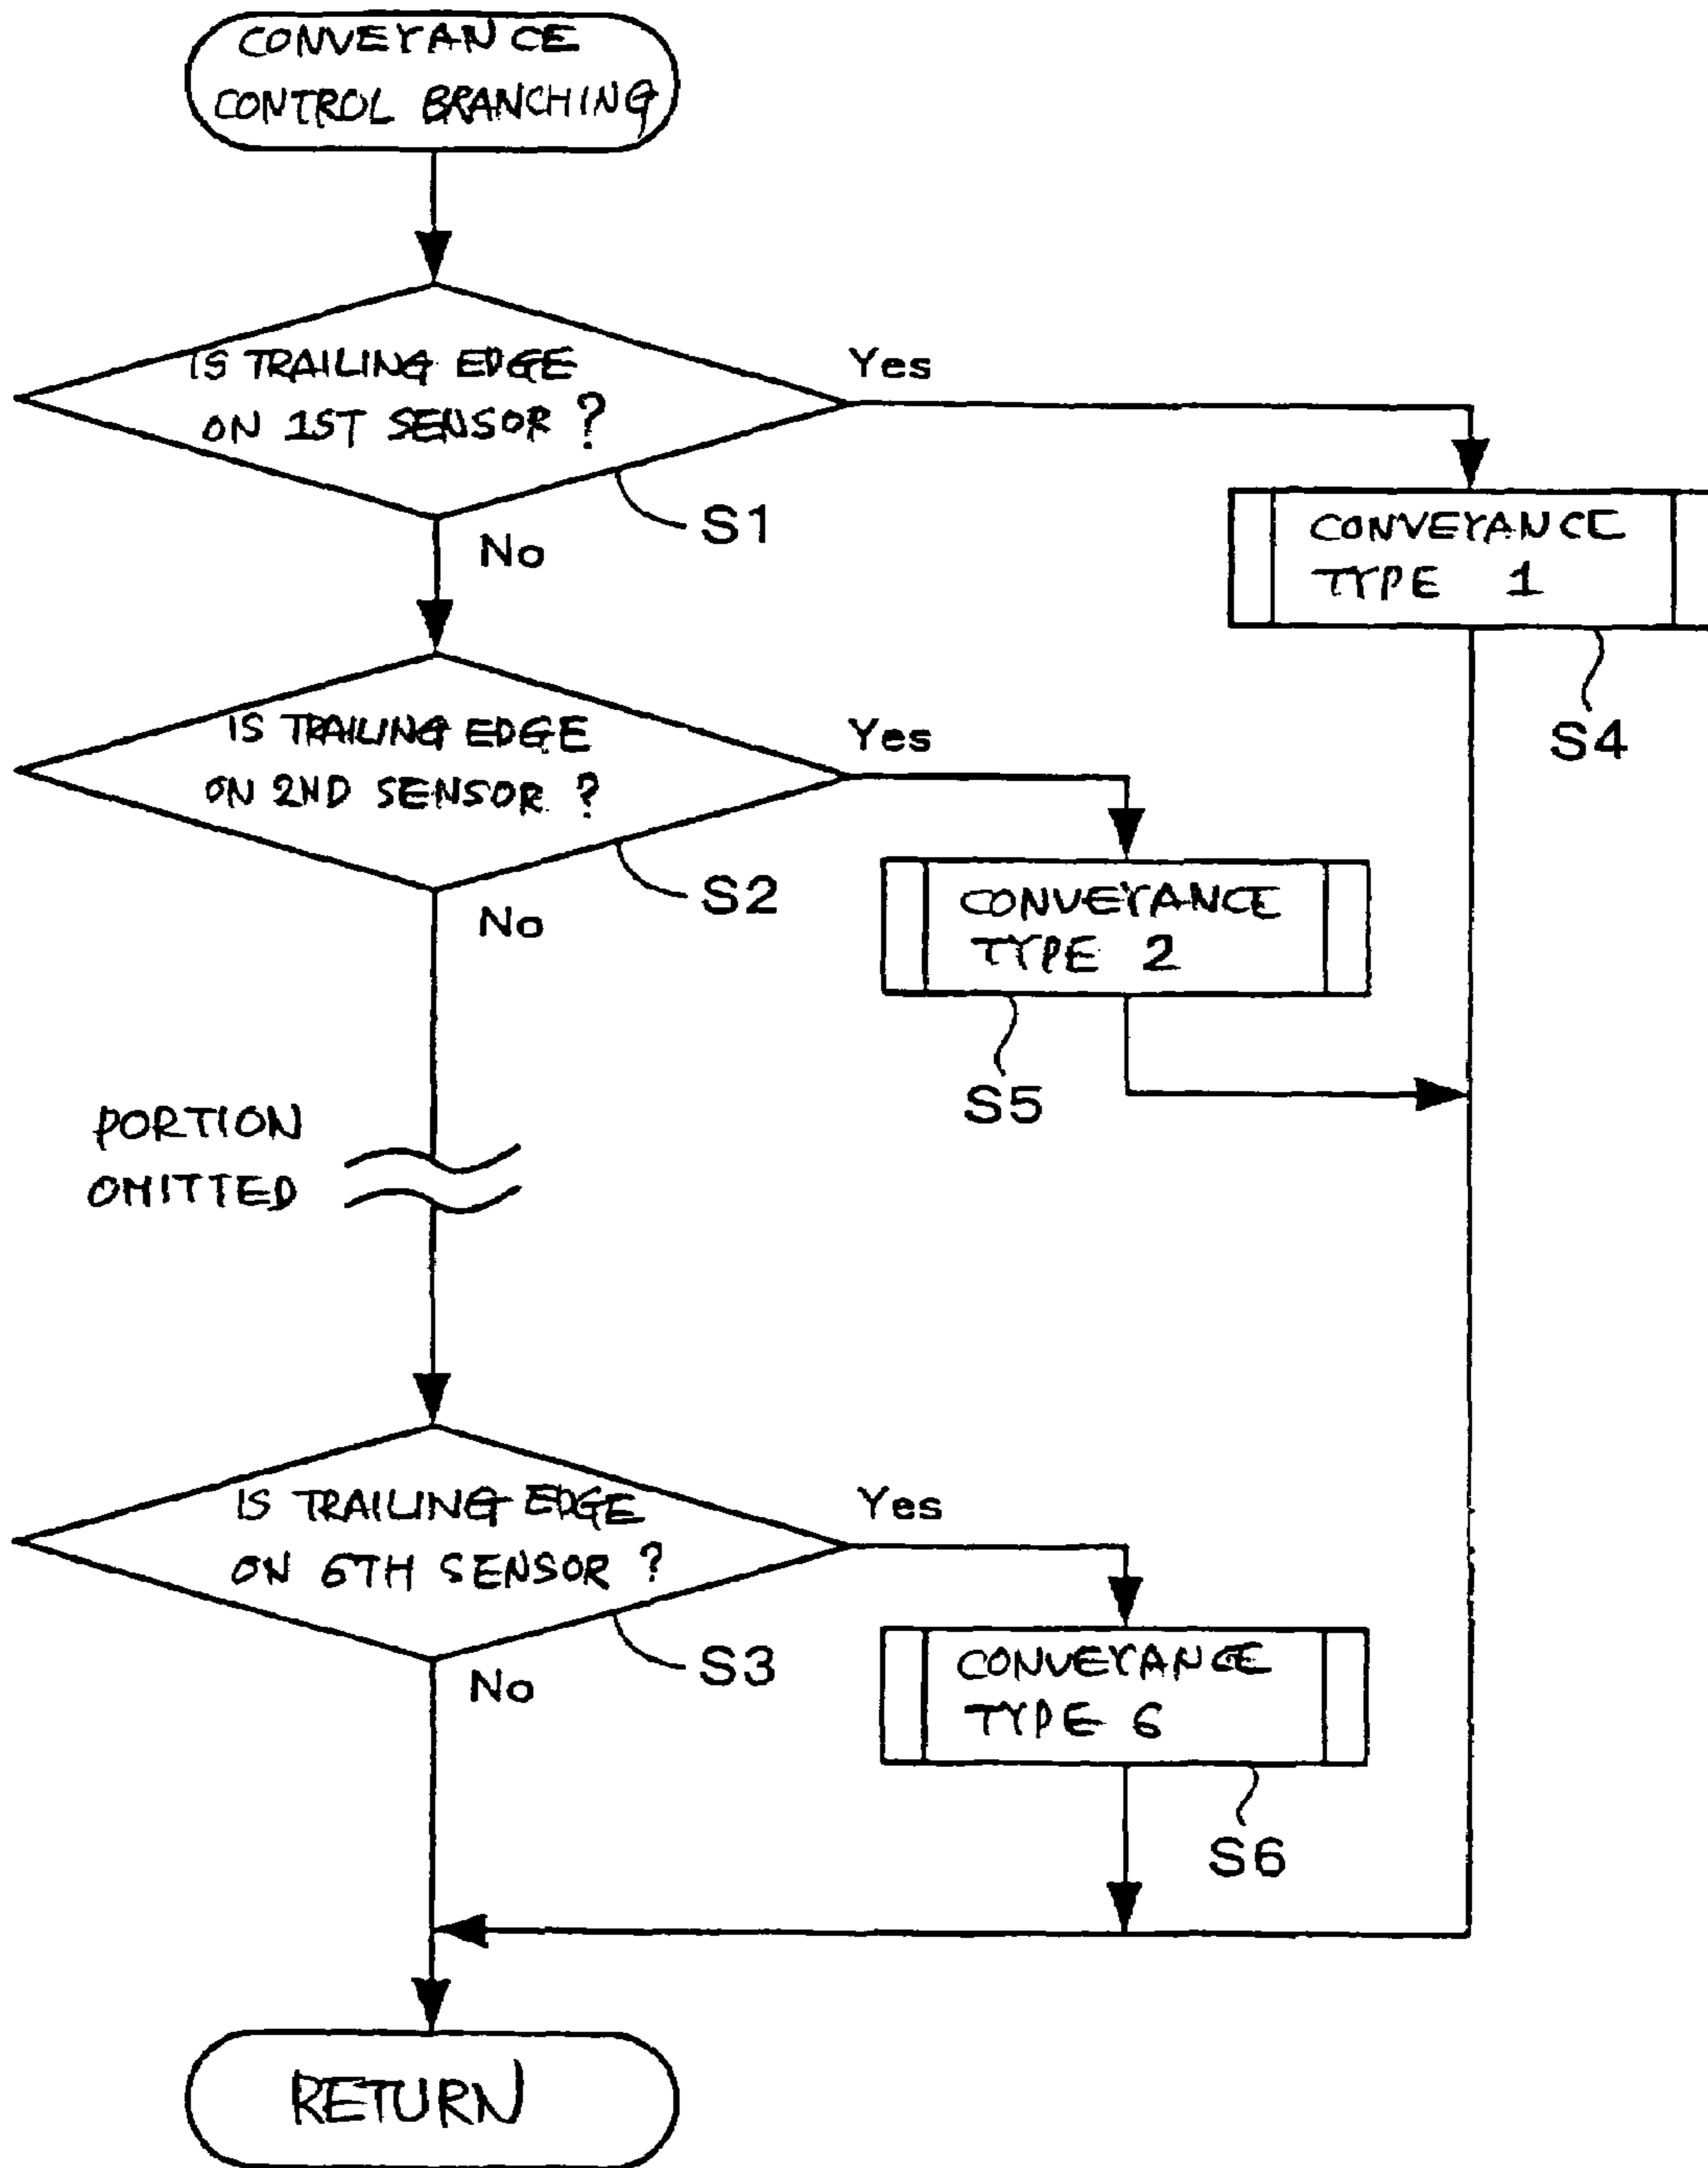 CONVEYANCE
CONTROL BRANCHING
IS TRAILING EDGE
ON 1ST SENSOR ?
Yes
S1
No
CONVEYANCE
TYPE 1
S4
IS TRAILING EDGE
ON 2ND SENSOR ?
Yes
S2
No
CONVEYANCE
TYPE 2
S5
PORTION
OMITTED
IS TRAILING EDGE
ON 6TH SENSOR ?
Yes
S3
No
CONVEYANCE
TYPE 6
S6
RETURN